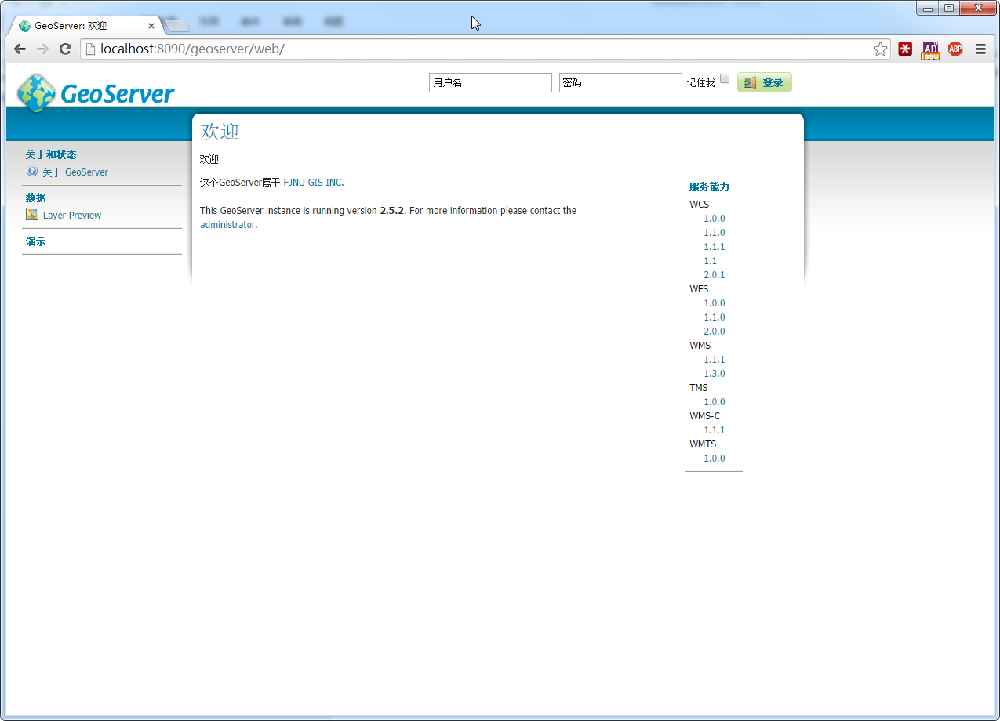 GeoServer: 欢迎
localhost:8090/geoserver/web/
AD
Issu
ABP
GeoServer
用户名
密码
记住我
登录
关于和状态
关于 GeoServer
数据
Layer Preview
演示
欢迎
欢迎
这个GeoServer属于 FJNU GIS INC.
This GeoServer instance is running version 2.5.2. For more information please contact the
administrator.
服务能力
WCS
1.0.0
1.1.0
1.1.1
1.1
2.0.1
WFS
1.0.0
1.1.0
2.0.0
WMS
1.1.1
1.3.0
TMS
1.0.0
WMS-C
1.1.1
WMTS
1.0.0